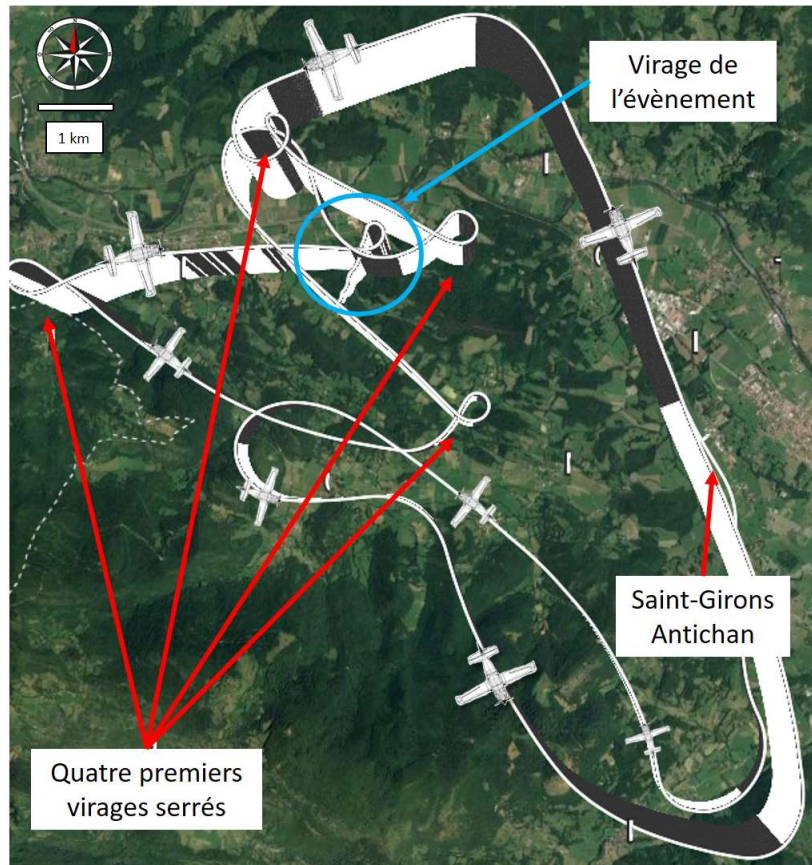 Virage de
l'évènement
1 km
Saint-Girons
Antichan
Quatre premiers
virages serrés